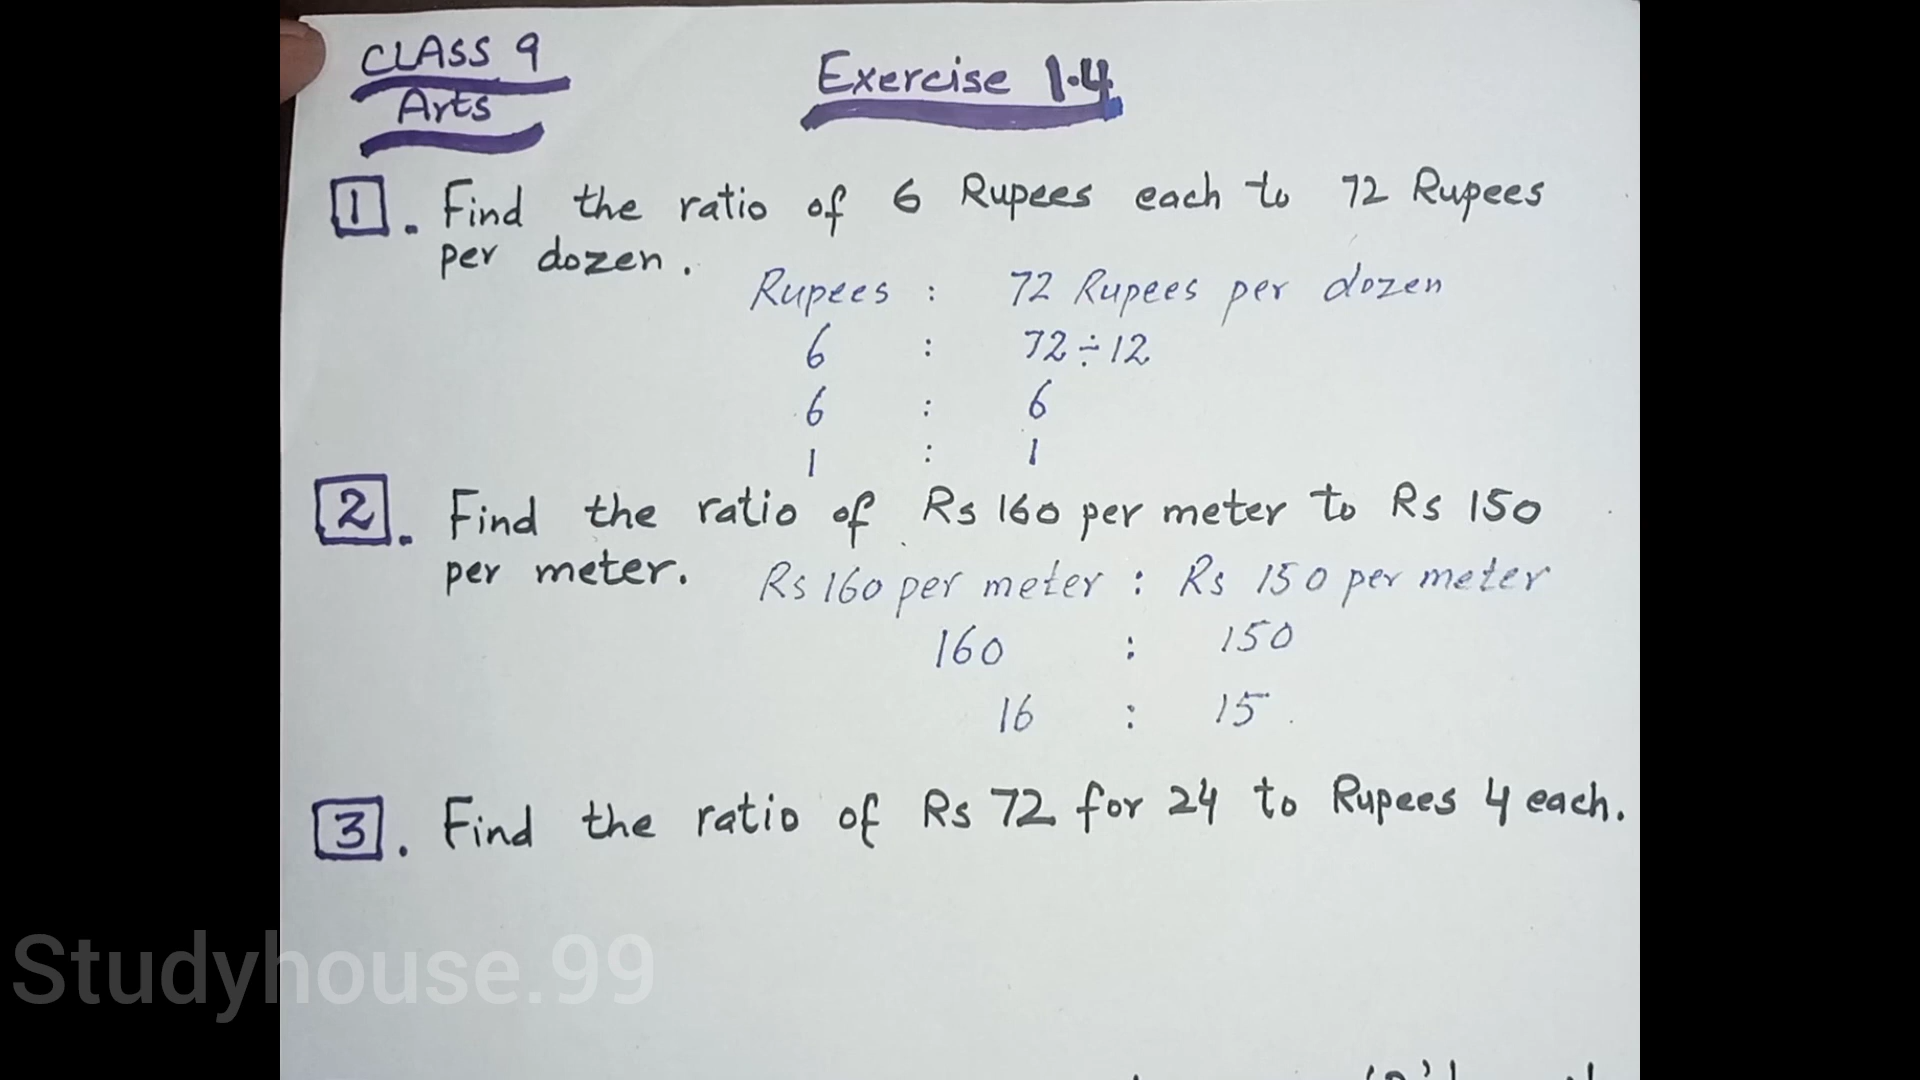 CLASS 9
Arts
Exercise 1.4
1. Find the ratio of 6 Rupees each to 72 Rupees
per dozen.
Rupees : 72 Rupees per dozen
6 : 72÷12
6 : 6
1 : 1
2. Find the ratio of Rs 160 per meter to Rs 150
per meter.
Rs 160 per meter : Rs 150 per meter
160 : 150
16 : 15
3. Find the ratio of Rs 72 for 24 to Rupees 4 each.
Studyhouse.99